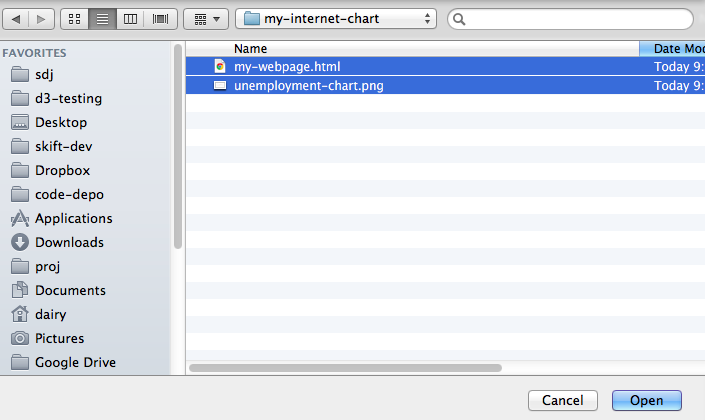 my-internet-chart
FAVORITES
sdj
d3-testing
Desktop
skift-dev
Dropbox
code-depo
Applications
Downloads
proj
Documents
dairy
Pictures
Google Drive
Name Date Mod
my-webpage.html Today 9:
unemployment-chart.png Today 9:
Cancel Open